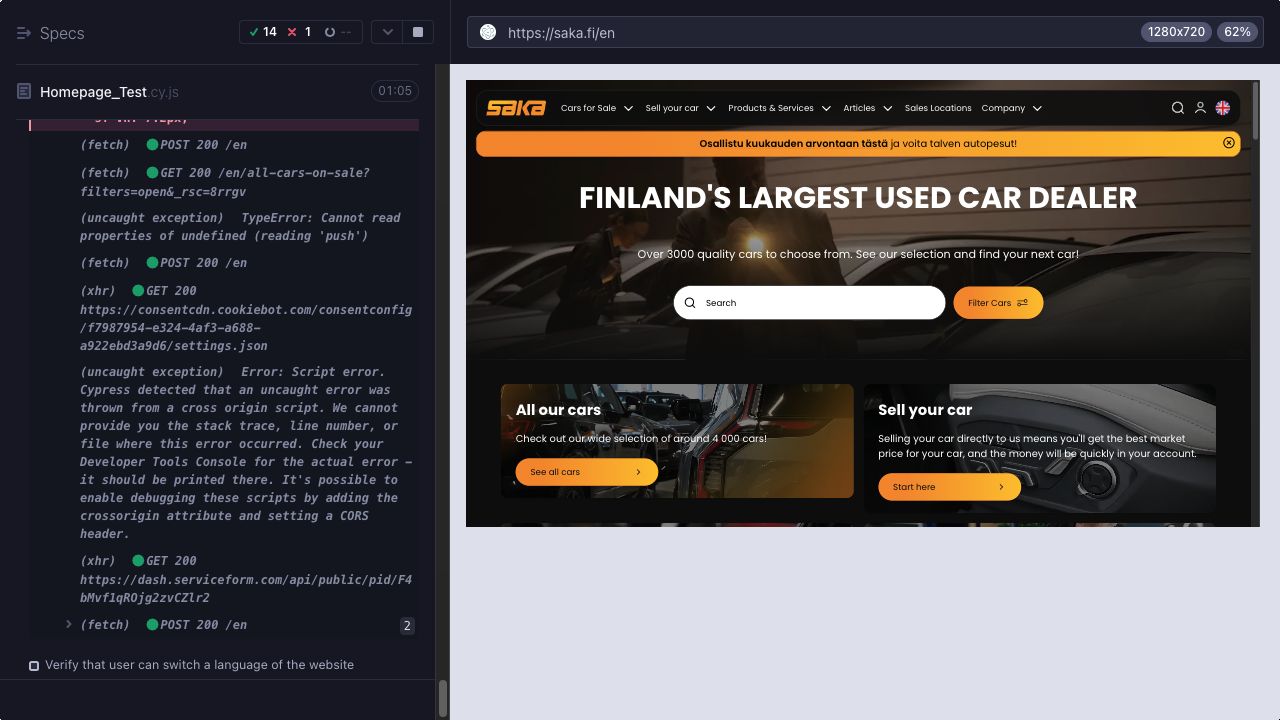 Specs
14
1
--
Homepage_Test.cy.js
01:05
(fetch) POST 200 /en
(fetch) GET 200 /en/all-cars-on-sale?
filters=open&_rsc=8rrgv
(uncaught exception) TypeError: Cannot read
properties of undefined (reading 'push')
(fetch) POST 200 /en
(xhr) GET 200
https://consentcdn.cookiebot.com/consentconfig
/f7987954-e324-4af3-a688-
a922ebd3a9d6/settings.json
(uncaught exception) Error: Script error.
Cypress detected that an uncaught error was
thrown from a cross origin script. We cannot
provide you the stack trace, line number, or
file where this error occurred. Check your
Developer Tools Console for the actual error –
it should be printed there. It's possible to
enable debugging these scripts by adding the
crossorigin attribute and setting a CORS
header.
(xhr) GET 200
https://dash.serviceform.com/api/public/pid/F4
bMvf1qROjg2zvCZlr2
(fetch) POST 200 /en
2
Verify that user can switch a language of the website
https://saka.fi/en
1280x720
62%
saka
Cars for Sale
Sell your car
Products & Services
Articles
Sales Locations
Company
Osallistu kuukauden arvontaan tästä ja voita talven autopesut!
FINLAND'S LARGEST USED CAR DEALER
Over 3000 quality cars to choose from. See our selection and find your next car!
Search
Filter Cars
All our cars
Check out our wide selection of around 4 000 cars!
See all cars
Sell your car
Selling your car directly to us means you'll get the best market
price for your car, and the money will be quickly in your account.
Start here